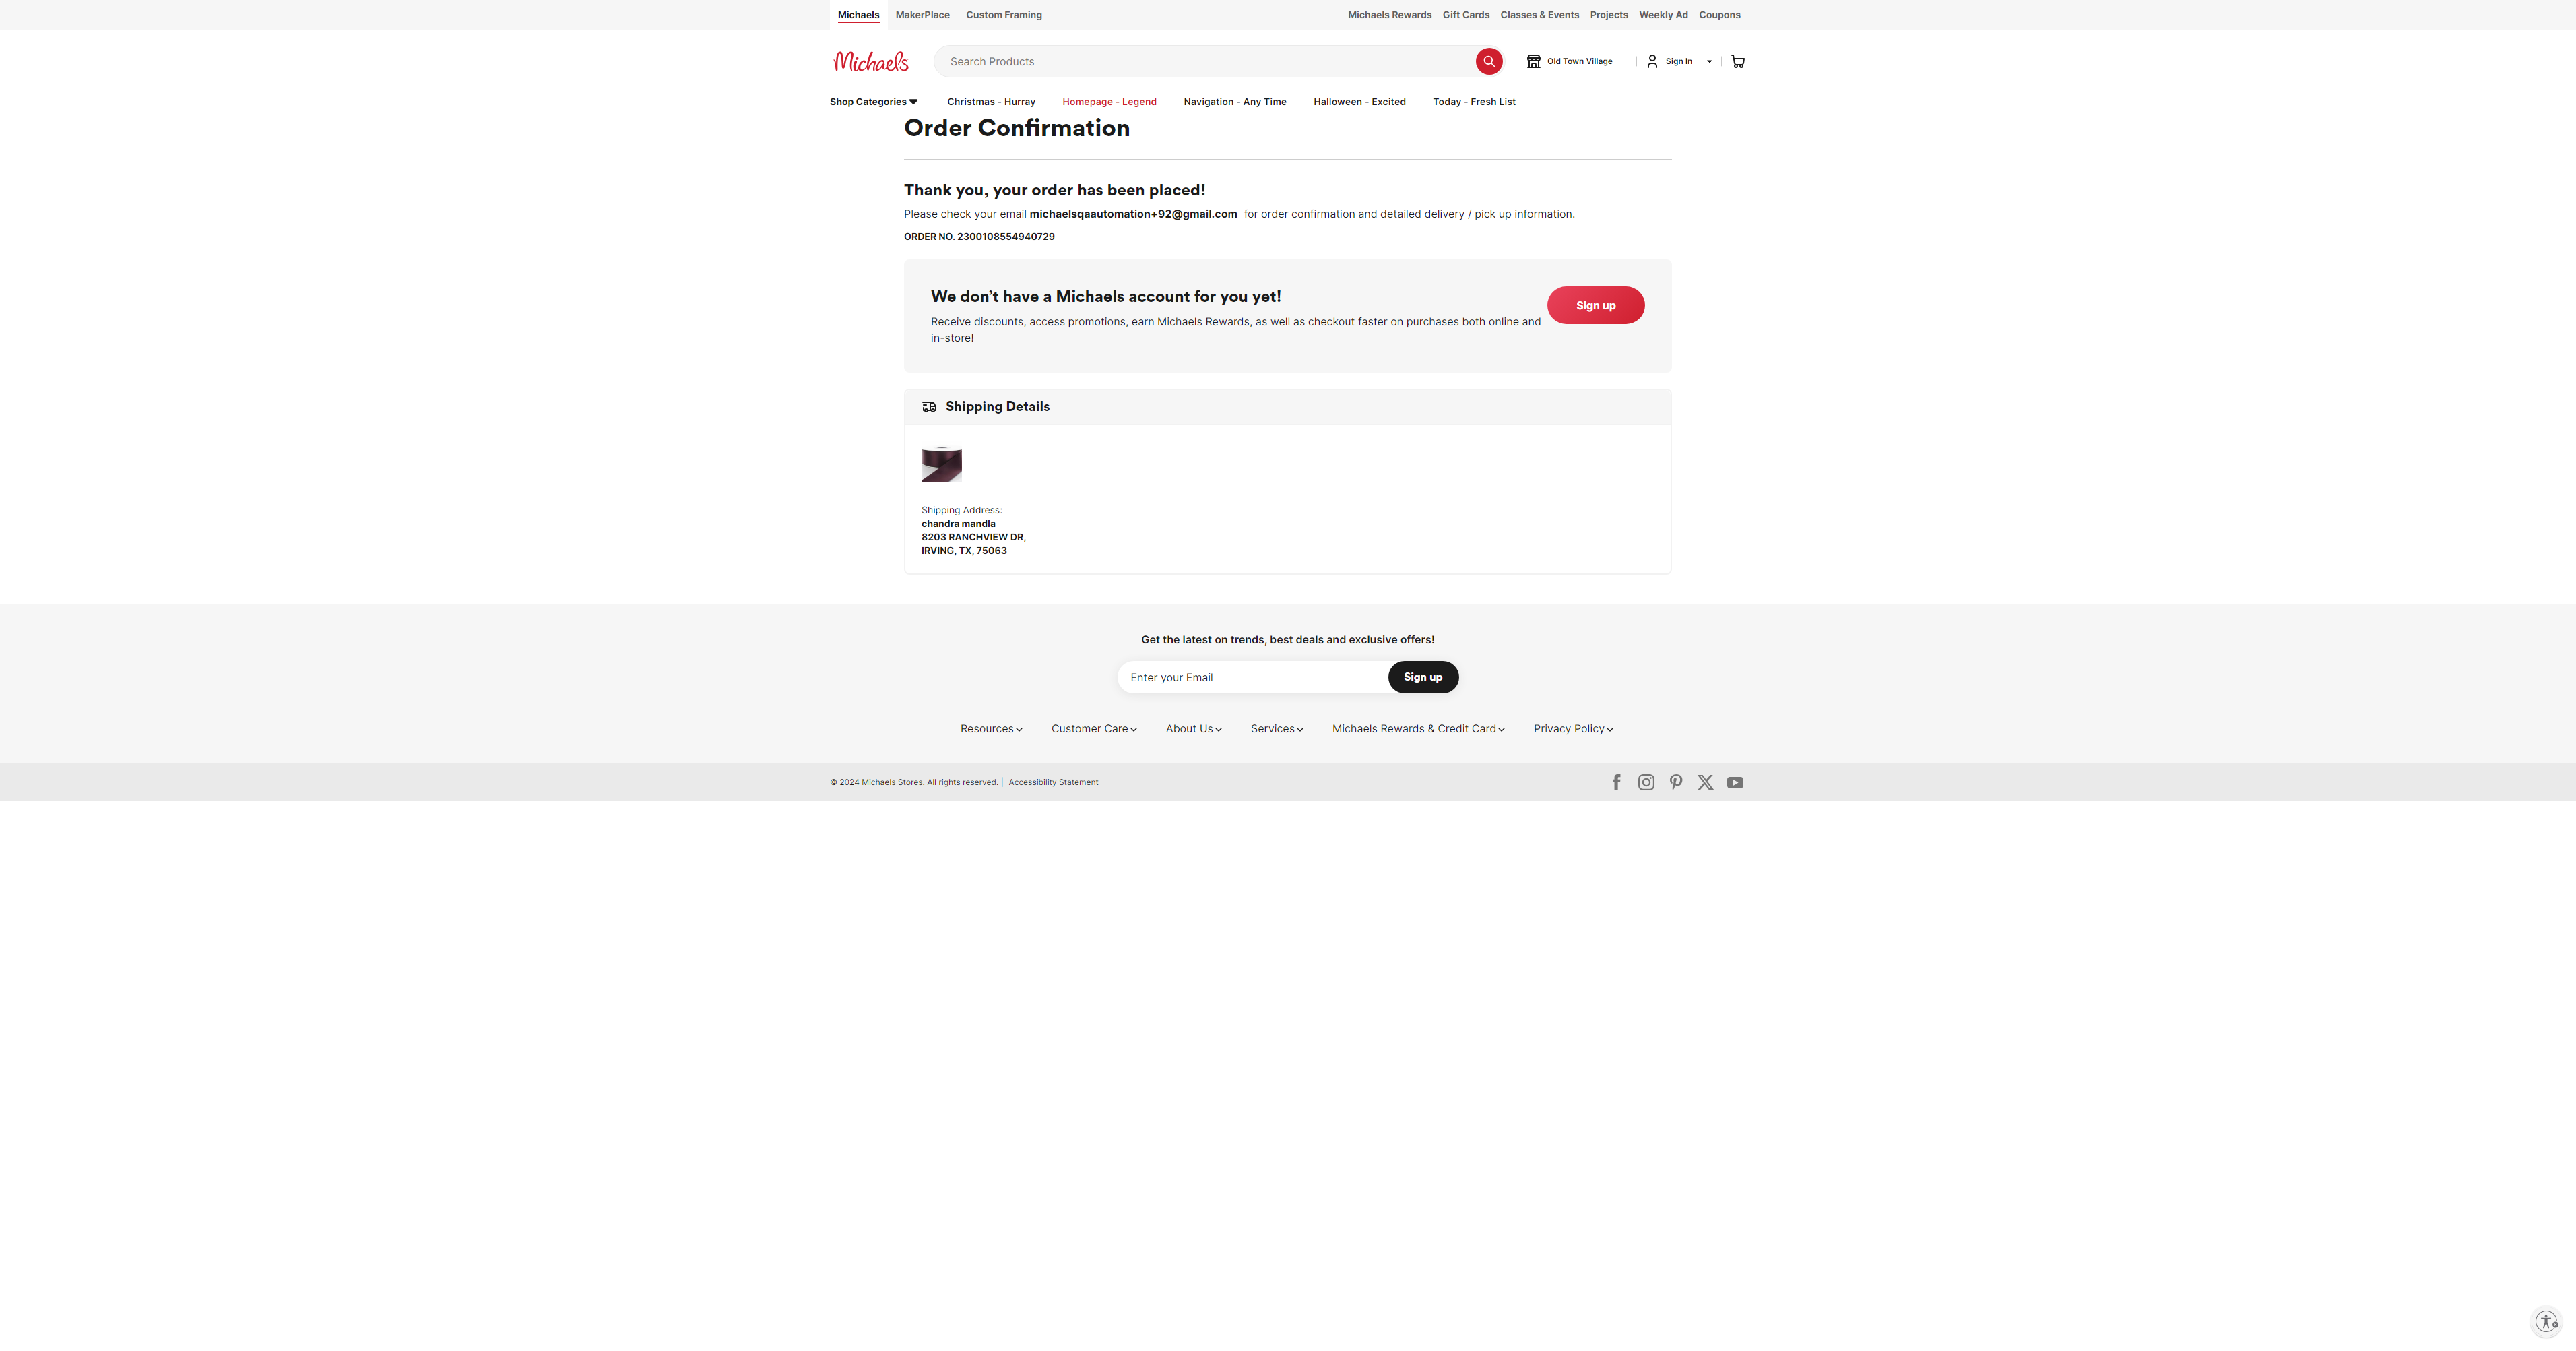 Michaels MakerPlace Custom Framing Michaels Rewards Gift Cards Classes & Events Projects Weekly Ad Coupons
Michaels Search Products Old Town Village | Sign In |
Shop Categories Christmas - Hurray Homepage - Legend Navigation - Any Time Halloween - Excited Today - Fresh List
Order Confirmation
Thank you, your order has been placed!
Please check your email michaelsqaautomation+92@gmail.com for order confirmation and detailed delivery / pick up information.
ORDER NO. 2300108554940729
We don’t have a Michaels account for you yet!
Sign up
Receive discounts, access promotions, earn Michaels Rewards, as well as checkout faster on purchases both online and
in-store!
Shipping Details
Shipping Address:
chandra mandla
8203 RANCHVIEW DR,
IRVING, TX, 75063
Get the latest on trends, best deals and exclusive offers!
Enter your Email Sign up
Resources Customer Care About Us Services Michaels Rewards & Credit Card Privacy Policy
© 2024 Michaels Stores. All rights reserved. | Accessibility Statement